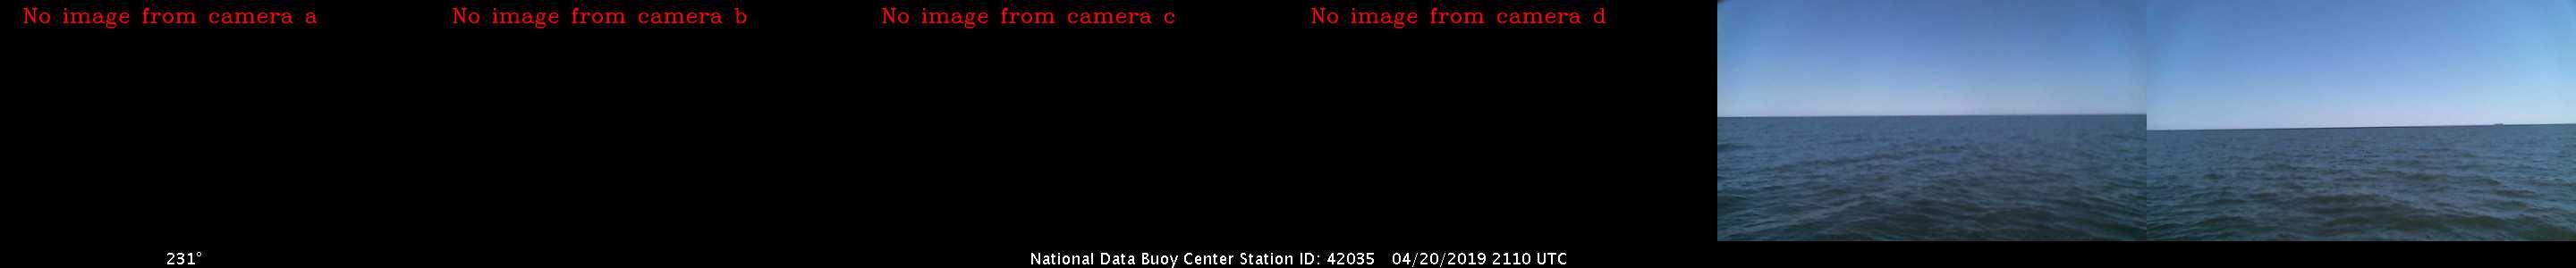 No image from camera a
No image from camera b
No image from camera c
No image from camera d
231°
National Data Buoy Center Station ID: 42035 04/20/2019 2110 UTC